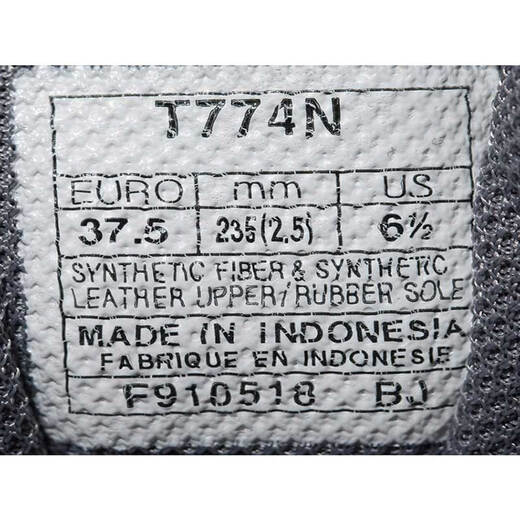 T774N
EURO mm US
37.5 235(2.5) 6½
SYNTHETIC FIBER & SYNTHETIC
LEATHER UPPER/RUBBER SOLE
MADE IN INDONESIA
FABRIQUE EN INDONESIE
F910518 BJ